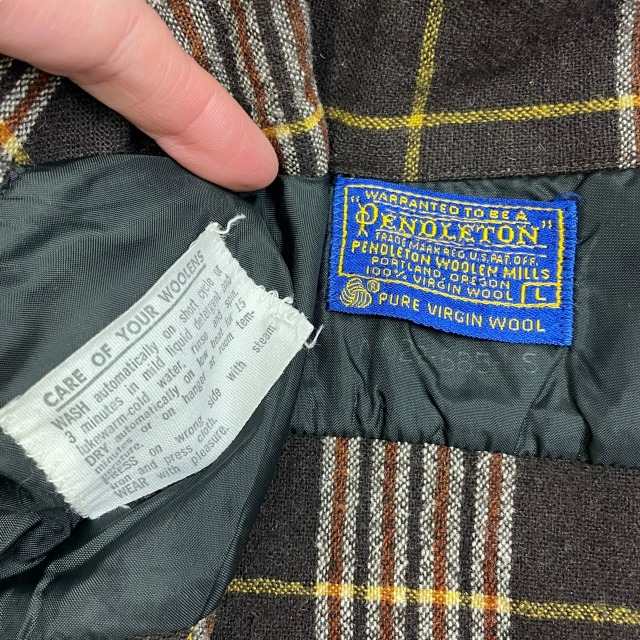 WARRANTED TO BE A
"PENDLETON"
TRADE MARK REG. U.S. PAT. OFF.
PENDLETON WOOLEN MILLS
PORTLAND, OREGON
100% VIRGIN WOOL L
® PURE VIRGIN WOOL
CARE OF YOUR WOOLENS
WASH automatically on short cycle of
3 minutes in mild liquid detergent and
lukewarm-cold water; rinse and spin.
DRY automatically on low heat for 15
minutes, or on hanger at room tem-
PRESS on wrong side with steam
iron and press cloth.
WEAR with pleasure.